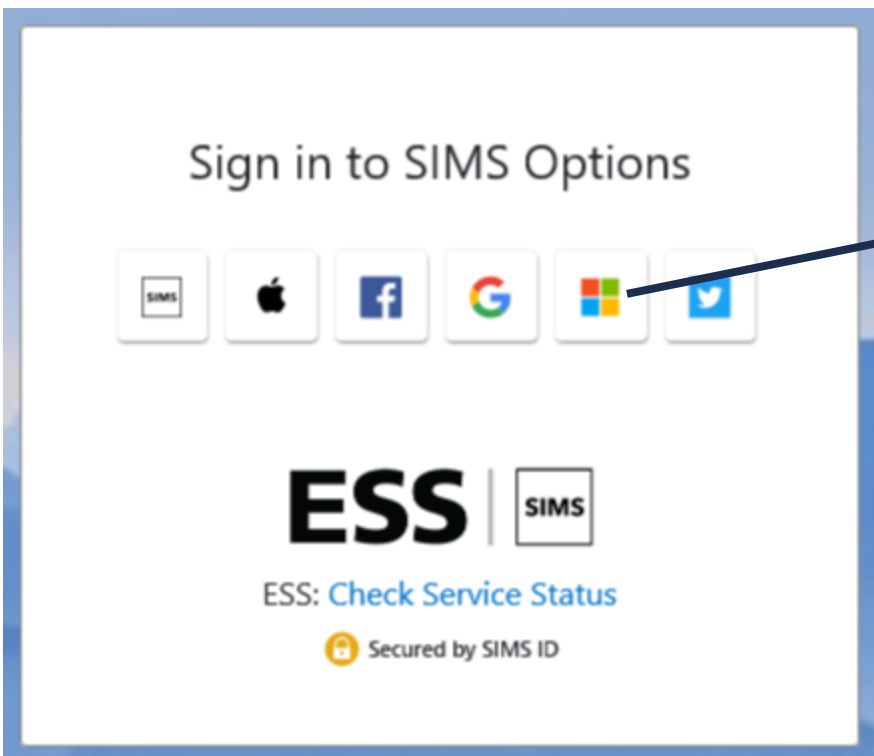 Sign in to SIMS Options
SIMS
ESS | SIMS
ESS: Check Service Status
Secured by SIMS ID